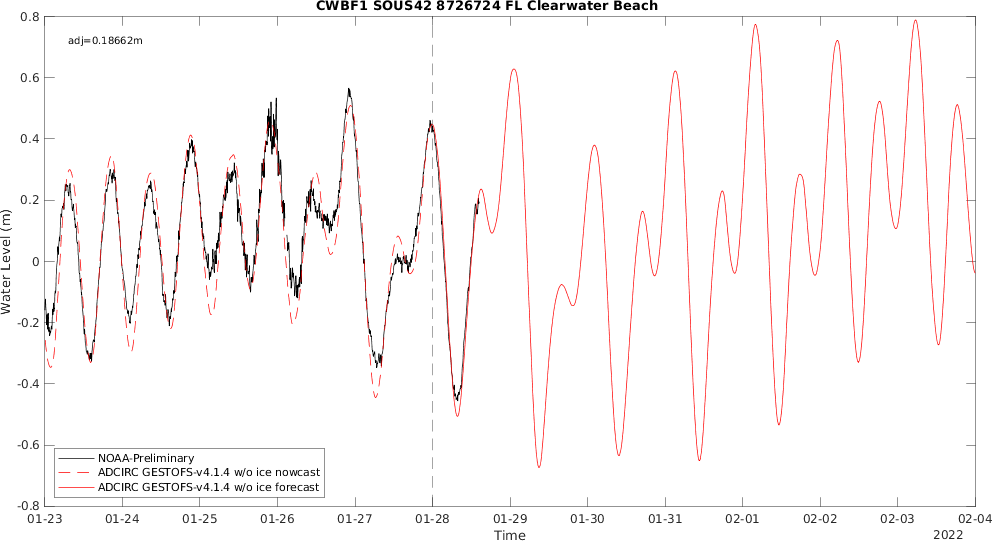 CWBF1 SOUS42 8726724 FL Clearwater Beach
adj=0.18662m
0.8
0.6
0.4
0.2
0
-0.2
-0.4
-0.6
-0.8
Water Level (m)
NOAA-Preliminary
ADCIRC GESTOFS-v4.1.4 w/o ice nowcast
ADCIRC GESTOFS-v4.1.4 w/o ice forecast
01-23 01-24 01-25 01-26 01-27 01-28 01-29 01-30 01-31 02-01 02-02 02-03 02-04
Time
2022